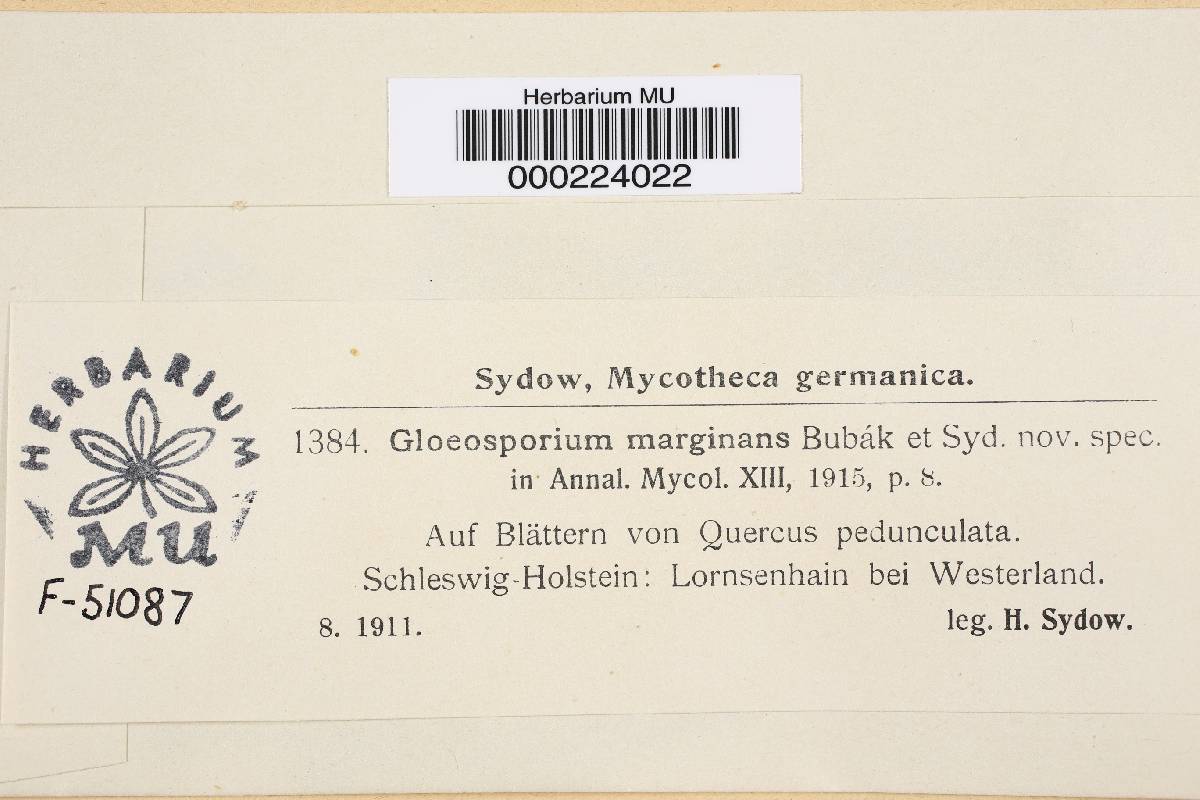 Herbarium MU
000224022
HERBARIUM
MU
F-51087
Sydow, Mycotheca germanica.
1384. Gloeosporium marginans Bubák et Syd. nov. spec.
in Annal. Mycol. XIII, 1915, p. 8.
Auf Blättern von Quercus pedunculata.
Schleswig-Holstein: Lornsenhain bei Westerland.
8. 1911. leg. H. Sydow.